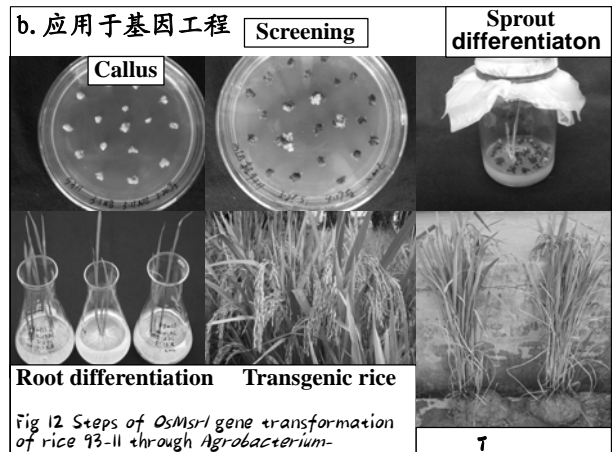 b. 应用于基因工程
Screening
Sprout
differentiaton
Callus
Root differentiation
Transgenic rice
Fig 12 Steps of OsMsr1 gene transformation
of rice 93-11 through Agrobacterium-
T